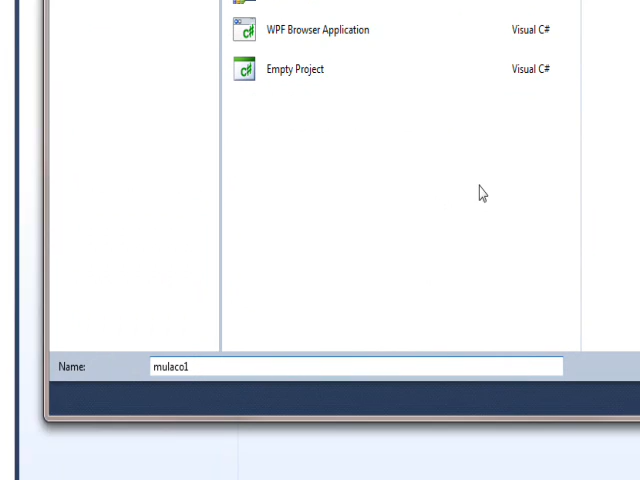 WPF Browser Application Visual C#
Empty Project Visual C#
Name: mulaco1